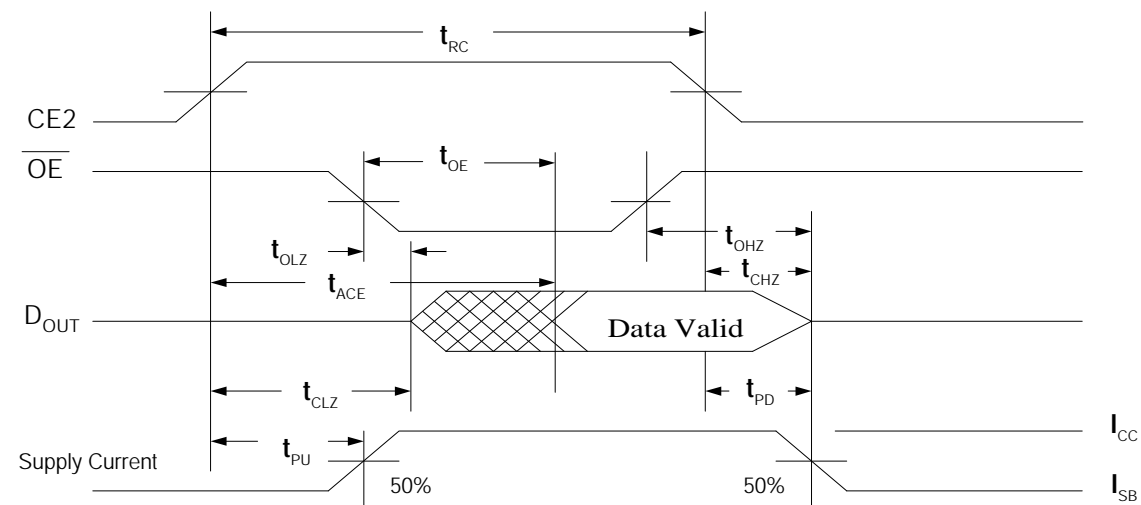 tRC
CE2
OE
tOE
tOHZ
tOLZ
tCHZ
tACE
DOUT
Data Valid
tCLZ
tPD
ICC
tPU
Supply Current
50%
50%
ISB